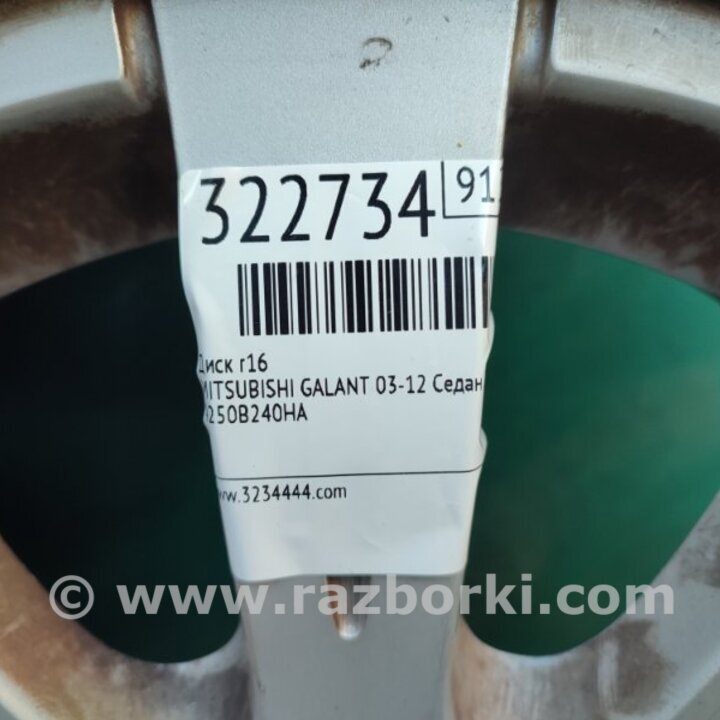 322734 91
Диск r16
MITSUBISHI GALANT 03-12 Седан
4250B240HA
www.3234444.com
© www.razborki.com